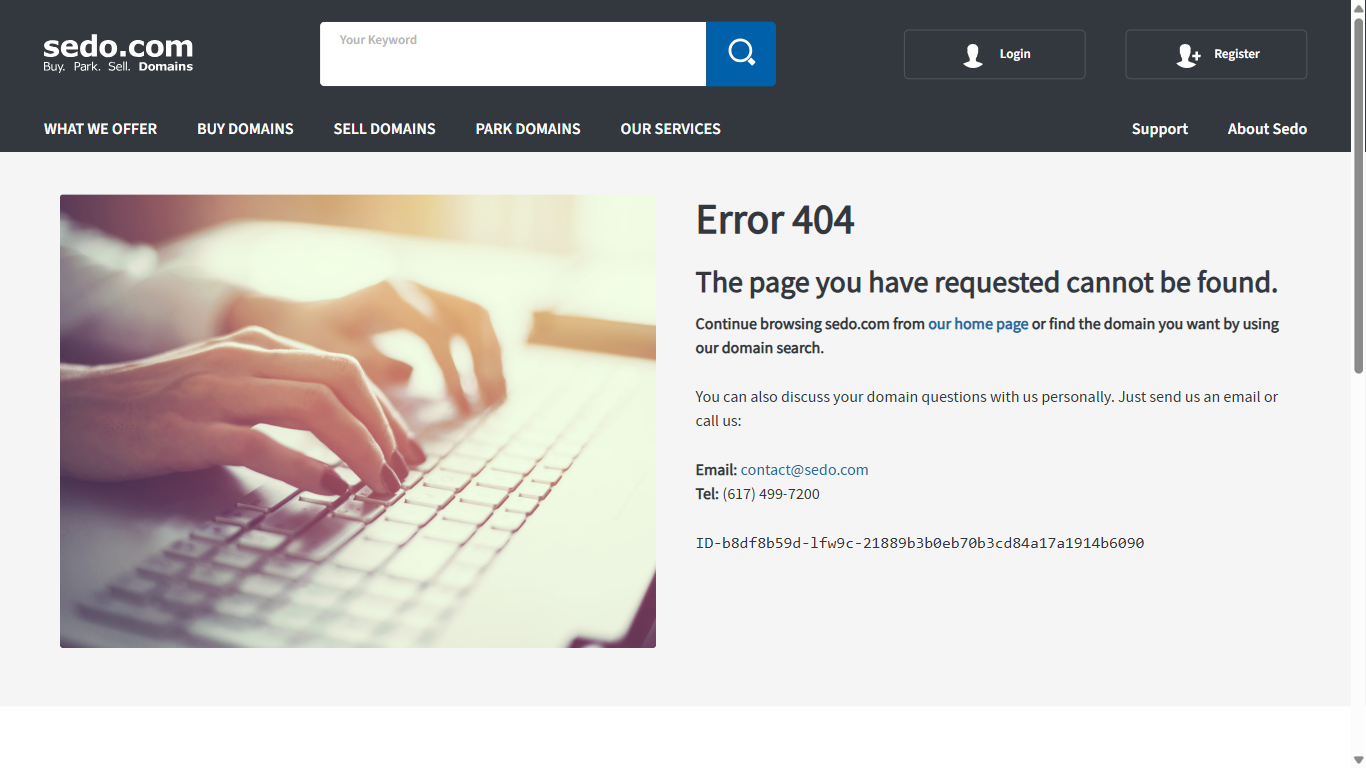 sedo.com
Buy. Park. Sell. Domains
Your Keyword
Login
Register
WHAT WE OFFER
BUY DOMAINS
SELL DOMAINS
PARK DOMAINS
OUR SERVICES
Support
About Sedo
Error 404
The page you have requested cannot be found.
Continue browsing sedo.com from our home page or find the domain you want by using
our domain search.
You can also discuss your domain questions with us personally. Just send us an email or
call us:
Email: contact@sedo.com
Tel: (617) 499-7200
ID-b8df8b59d-lfw9c-21889b3b0eb70b3cd84a17a1914b6090